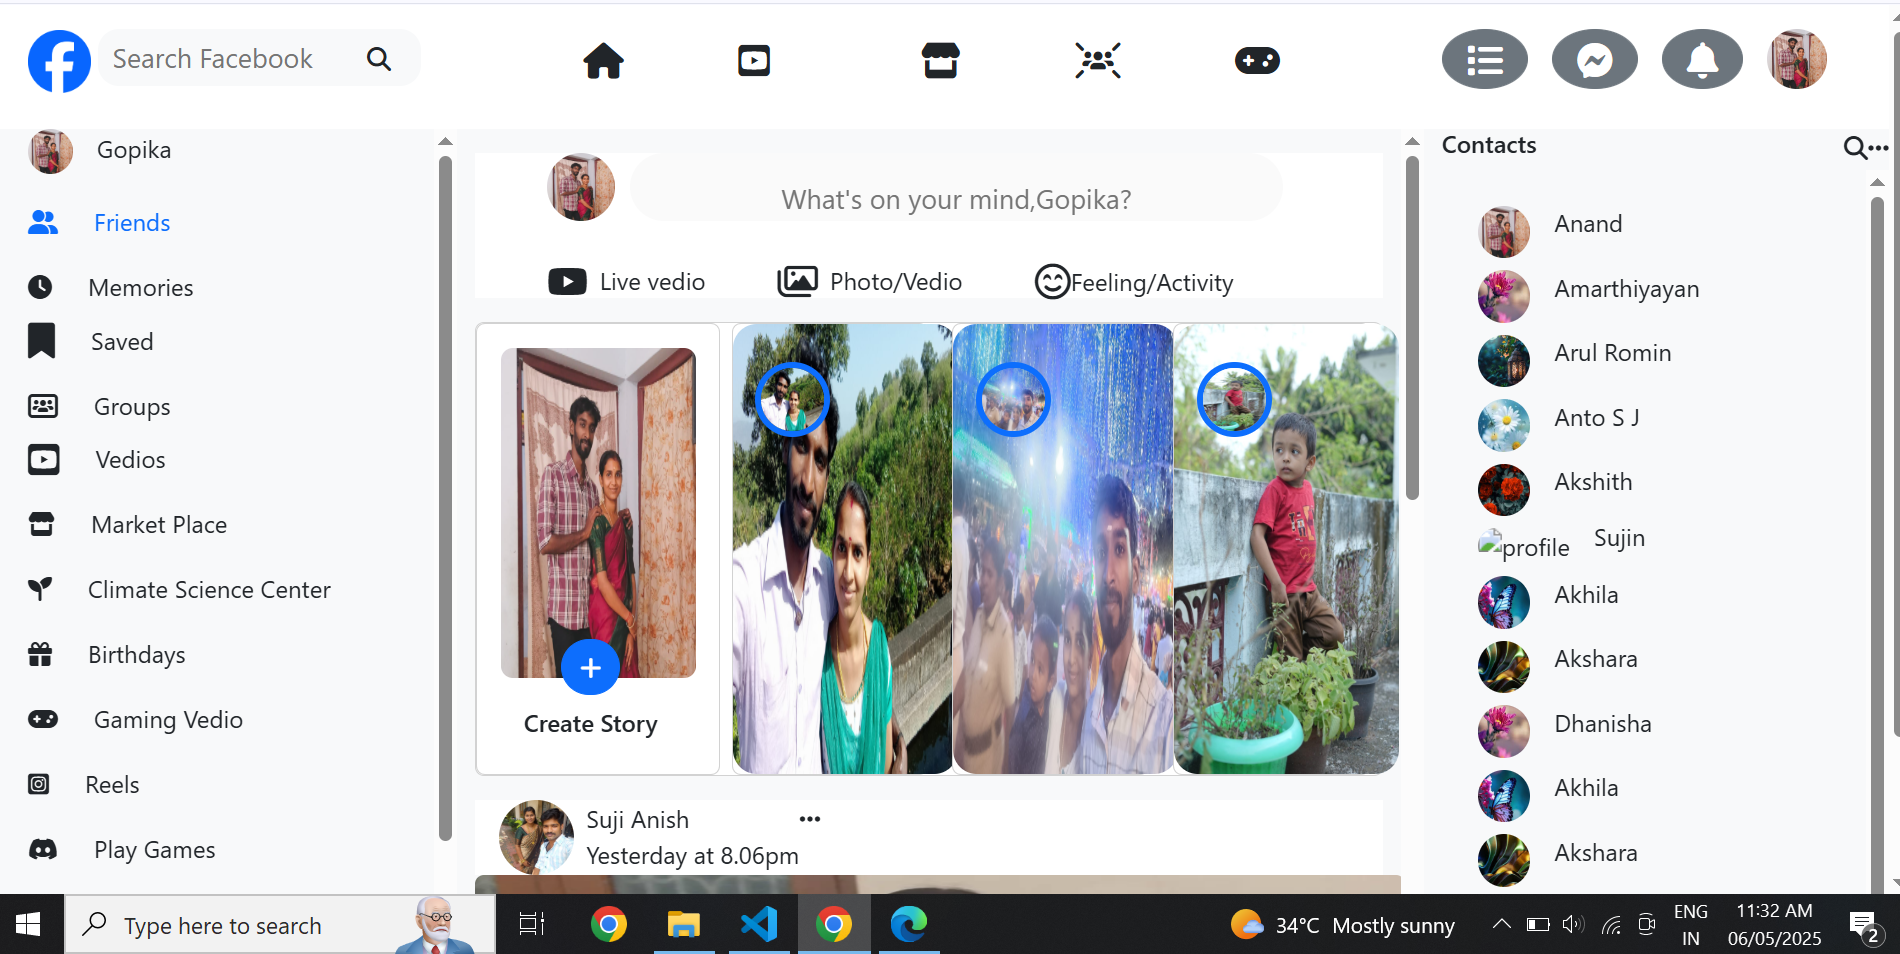 Search Facebook
Gopika
Friends
Memories
Saved
Groups
Vedios
Market Place
Climate Science Center
Birthdays
Gaming Vedio
Reels
Play Games
What's on your mind,Gopika?
Live vedio
Photo/Vedio
Feeling/Activity
Create Story
Suji Anish
Yesterday at 8.06pm
Contacts
Anand
Amarthiyayan
Arul Romin
Anto S J
Akshith
profile Sujin
Akhila
Akshara
Dhanisha
Akhila
Akshara
Type here to search
34°C Mostly sunny
ENG
IN
11:32 AM
06/05/2025
2